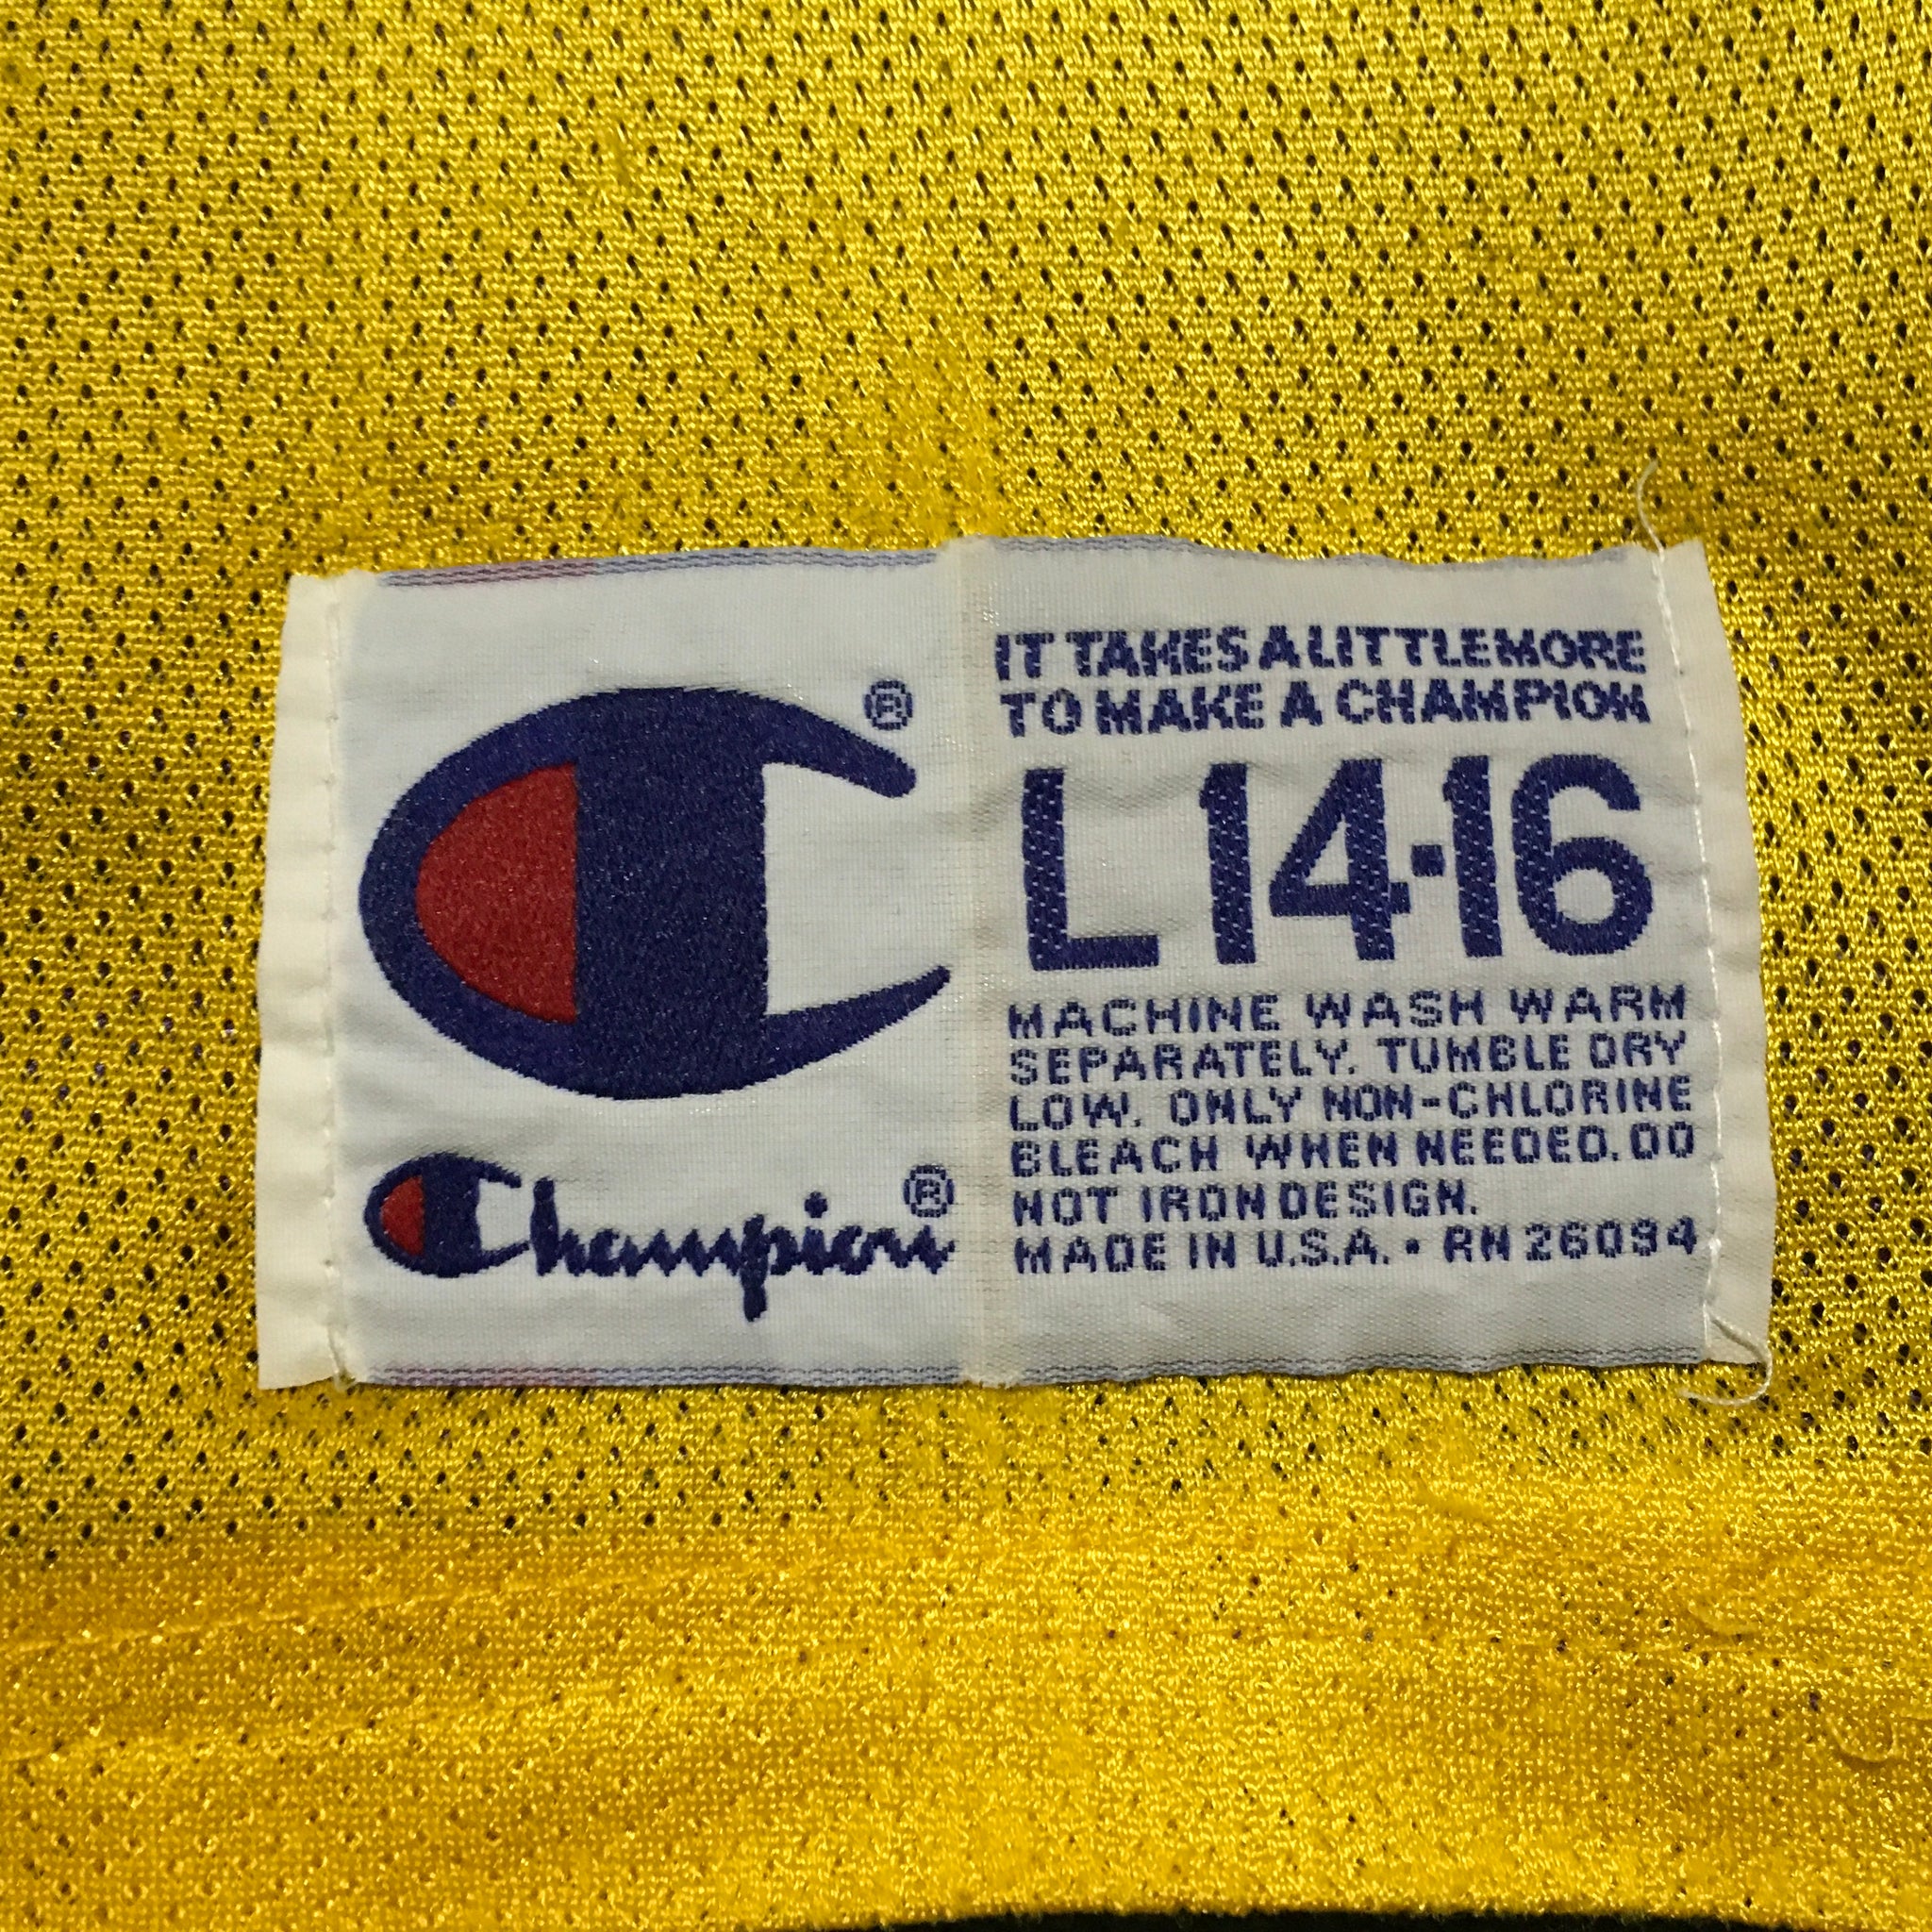 ®
Champion®
IT TAKES A LITTLE MORE
TO MAKE A CHAMPION
L 14-16
MACHINE WASH WARM
SEPARATELY. TUMBLE DRY
LOW. ONLY NON-CHLORINE
BLEACH WHEN NEEDED. DO
NOT IRON DESIGN.
MADE IN U.S.A. • RN 26094